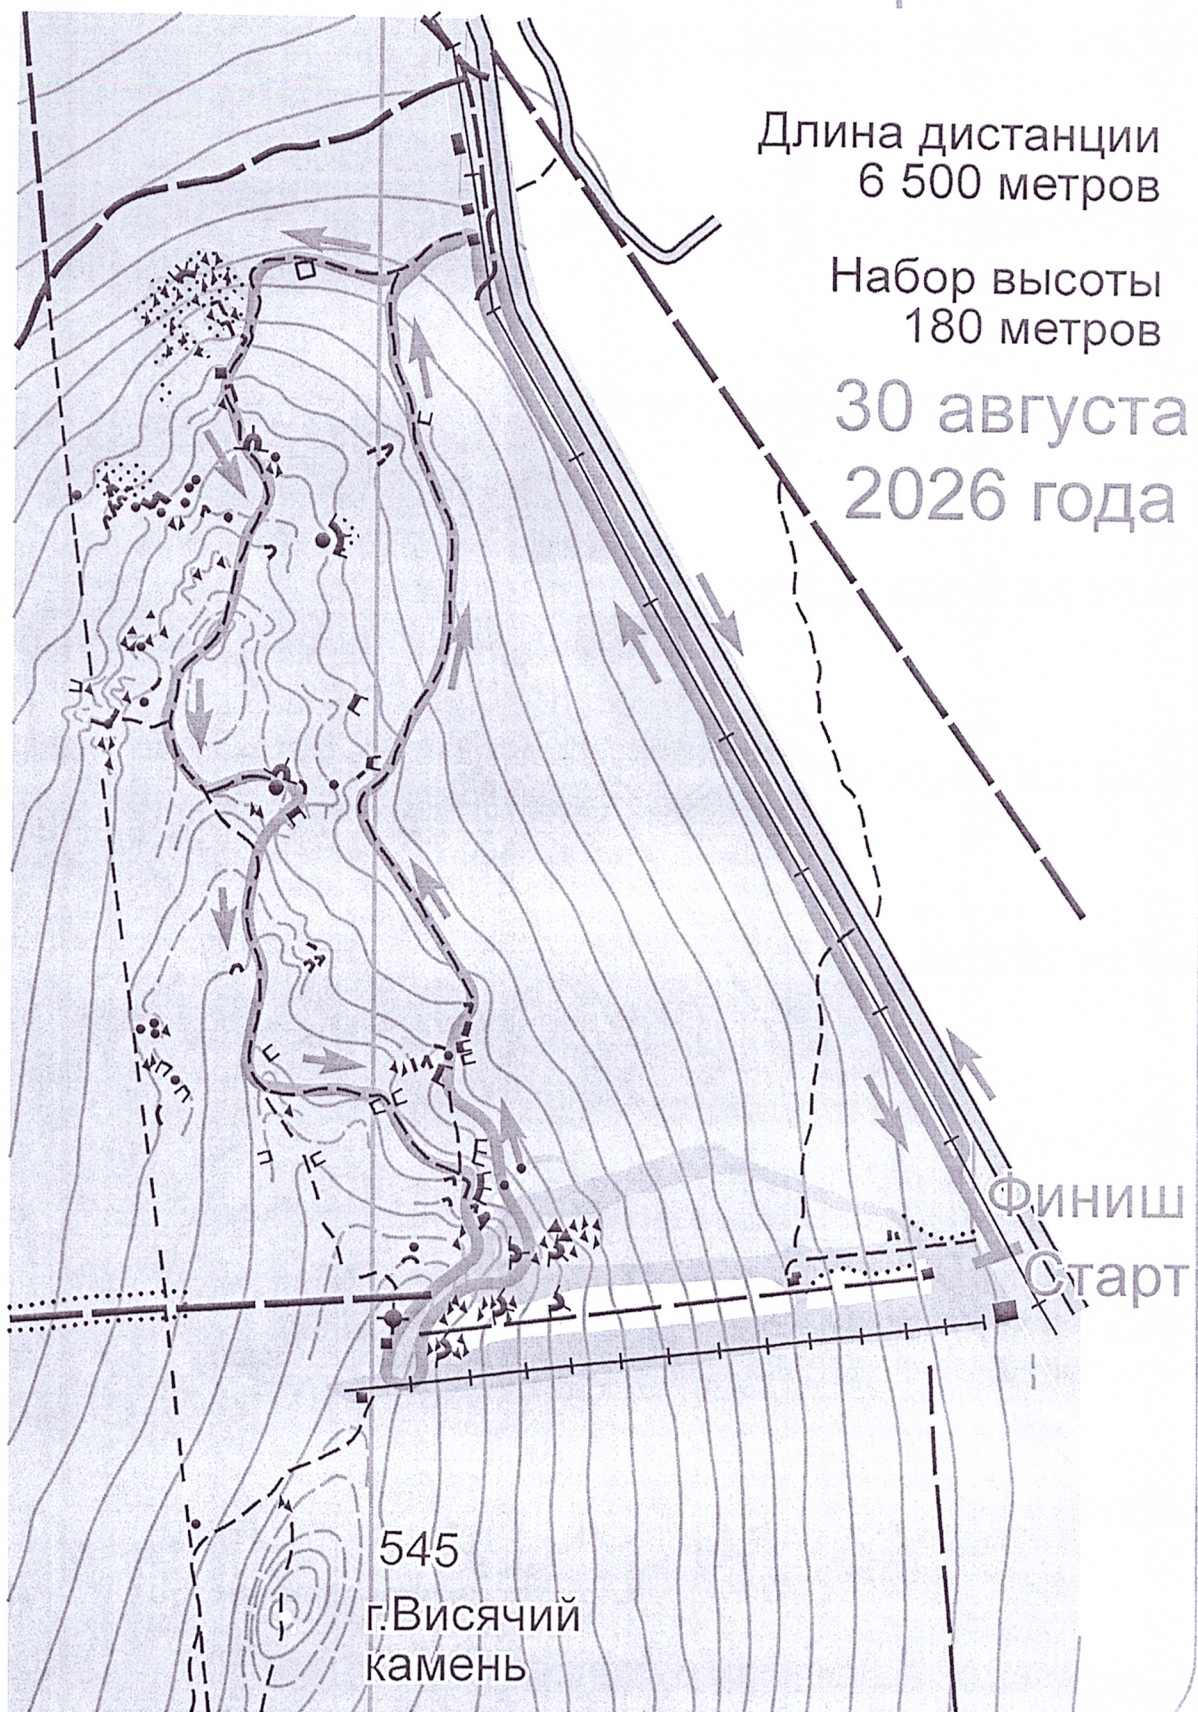 Длина дистанции
6 500 метров
Набор высоты
180 метров
30 августа
2026 года
Финиш
Старт
545
г.Висячий
камень